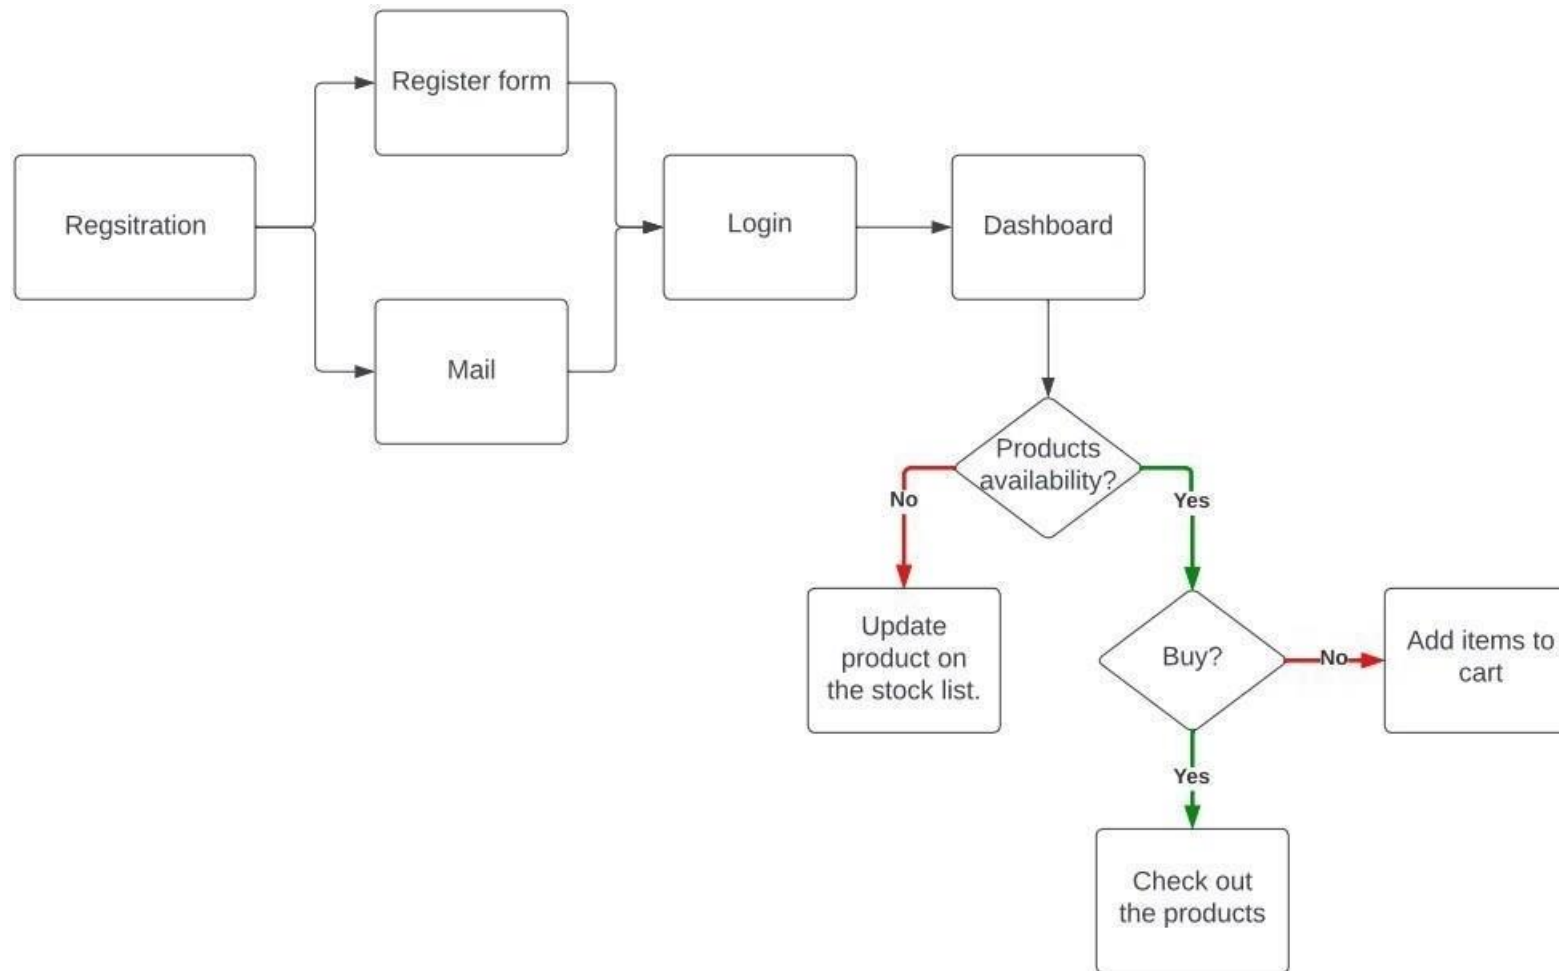 Register form
Regsitration
Login
Dashboard
Mail
Products
availability?
No
Yes
Update
product on
the stock list.
Buy?
No
Add items to
cart
Yes
Check out
the products